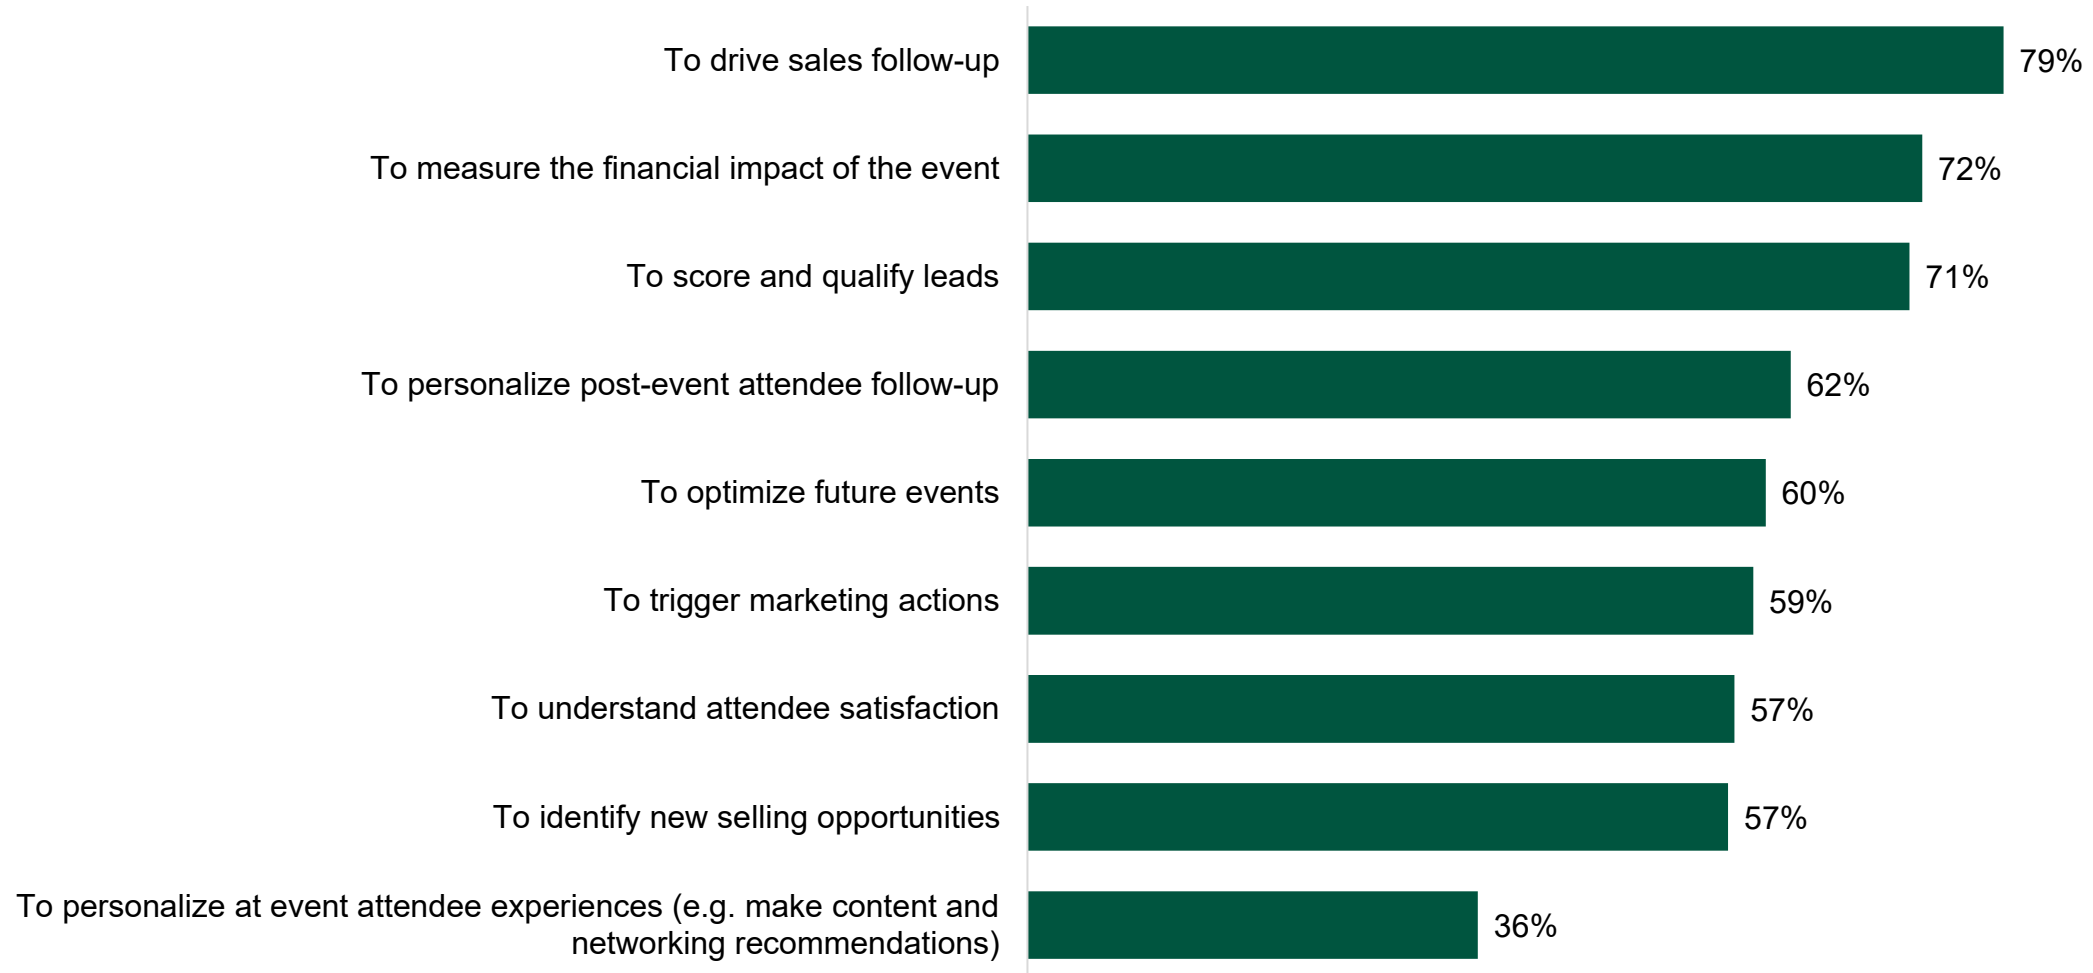 To drive sales follow-up 79%
To measure the financial impact of the event 72%
To score and qualify leads 71%
To personalize post-event attendee follow-up 62%
To optimize future events 60%
To trigger marketing actions 59%
To understand attendee satisfaction 57%
To identify new selling opportunities 57%
To personalize at event attendee experiences (e.g. make content and
networking recommendations) 36%